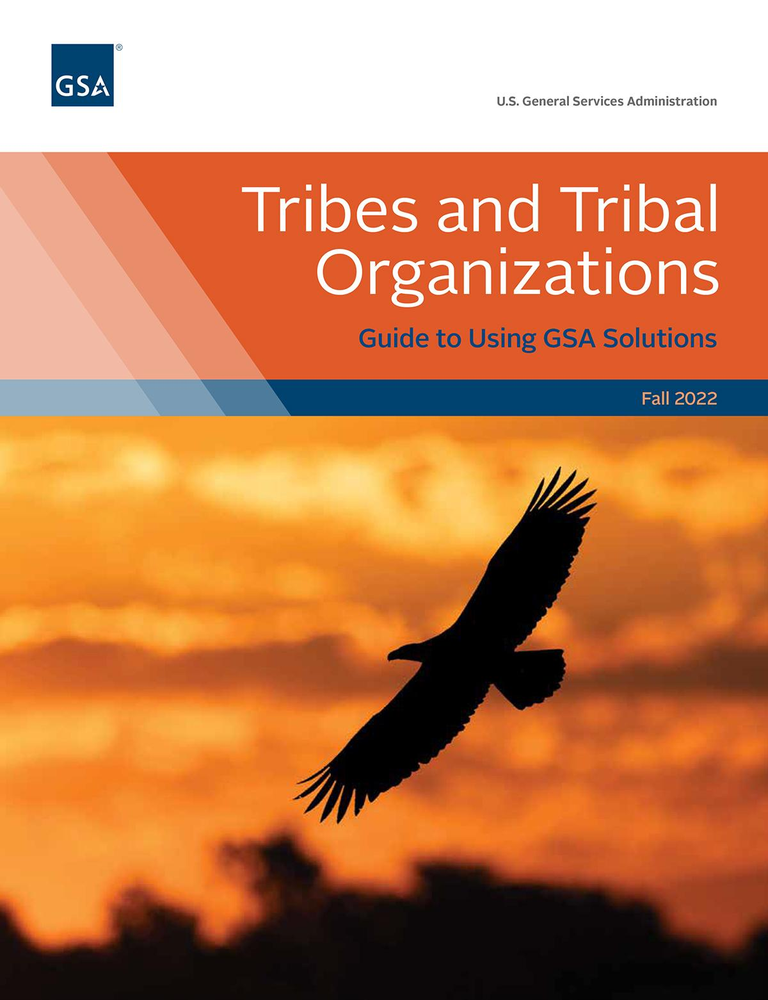 GSA ®
U.S. General Services Administration
Tribes and Tribal
Organizations
Guide to Using GSA Solutions
Fall 2022